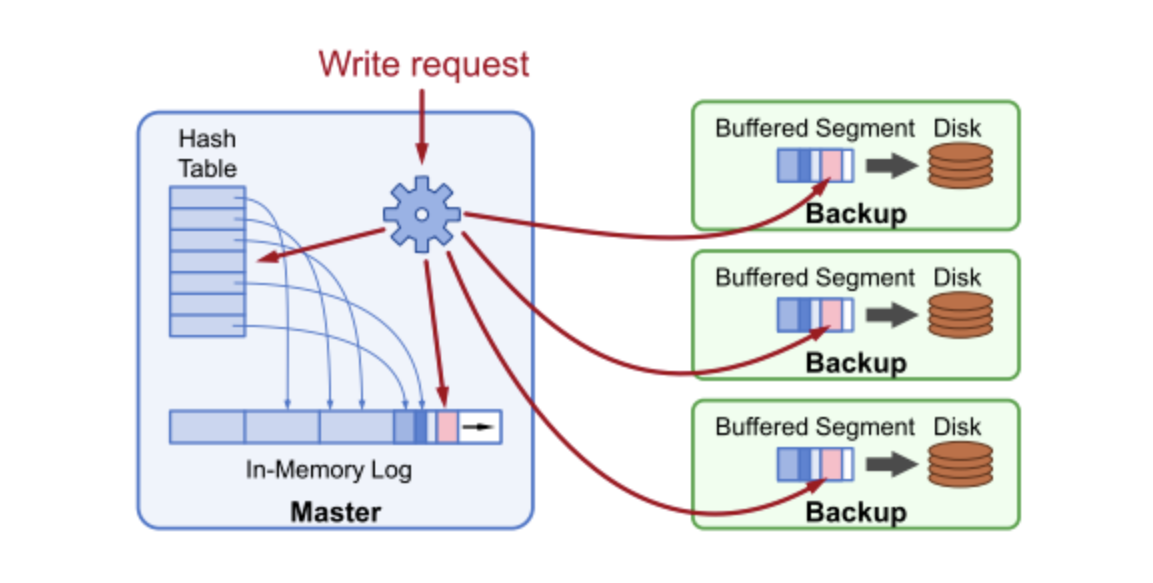 Write request
Hash
Table
In-Memory Log
Master
Buffered Segment Disk
Backup
Buffered Segment Disk
Backup
Buffered Segment Disk
Backup